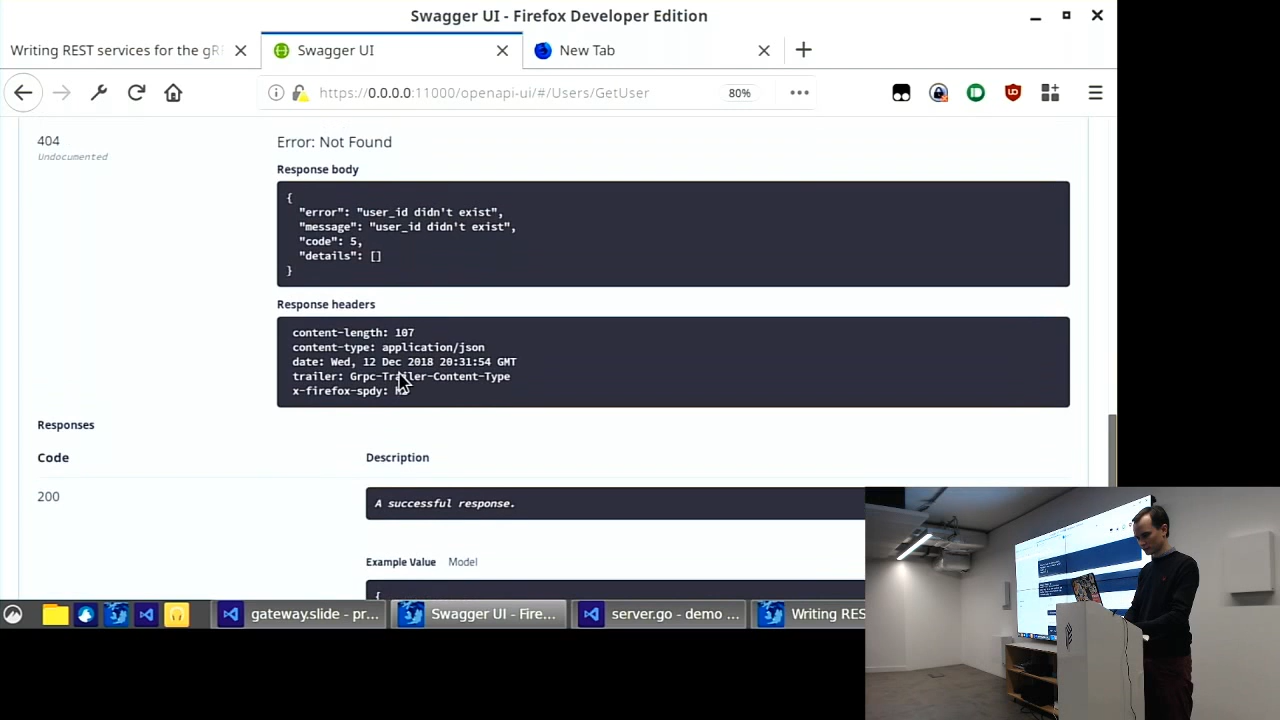 Swagger UI - Firefox Developer Edition
Writing REST services for the gR
Swagger UI
New Tab
https://0.0.0.0:11000/openapi-ui/#/Users/GetUser
80%
404
Undocumented
Error: Not Found
Response body
{
"error": "user_id didn't exist",
"message": "user_id didn't exist",
"code": 5,
"details": []
}
Response headers
content-length: 107
content-type: application/json
date: Wed, 12 Dec 2018 20:31:54 GMT
trailer: Grpc-Trailer-Content-Type
x-firefox-spdy:
Responses
Code
Description
200
A successful response.
Example Value
Model
{
gateway.slide - pr...
Swagger UI - Fire...
server.go - demo ...
Writing RES